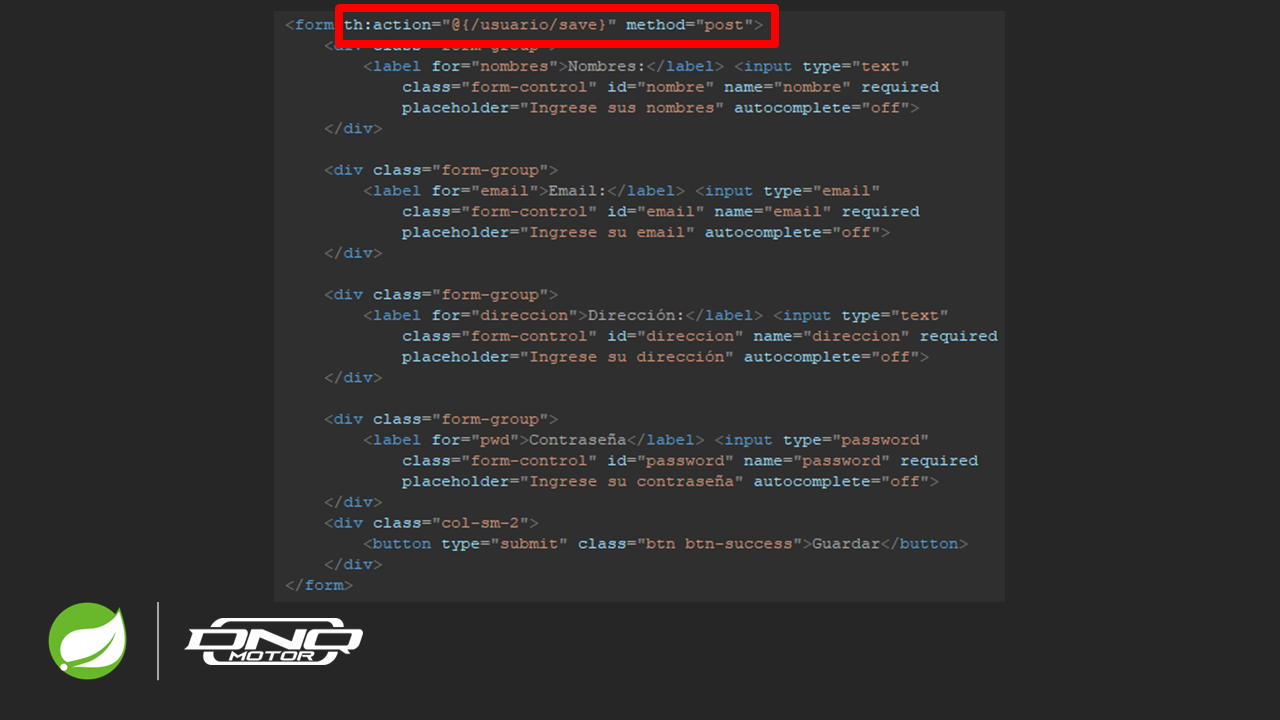 <form th:action="@{/usuario/save}" method="post">
<div class="form-group">
<label for="nombres">Nombres:</label> <input type="text"
class="form-control" id="nombre" name="nombre" required
placeholder="Ingrese sus nombres" autocomplete="off">
</div>
<div class="form-group">
<label for="email">Email:</label> <input type="email"
class="form-control" id="email" name="email" required
placeholder="Ingrese su email" autocomplete="off">
</div>
<div class="form-group">
<label for="direccion">Dirección:</label> <input type="text"
class="form-control" id="direccion" name="direccion" required
placeholder="Ingrese su dirección" autocomplete="off">
</div>
<div class="form-group">
<label for="pwd">Contraseña</label> <input type="password"
class="form-control" id="password" name="password" required
placeholder="Ingrese su contraseña" autocomplete="off">
</div>
<div class="col-sm-2">
<button type="submit" class="btn btn-success">Guardar</button>
</div>
</form>
DNQ
MOTOR